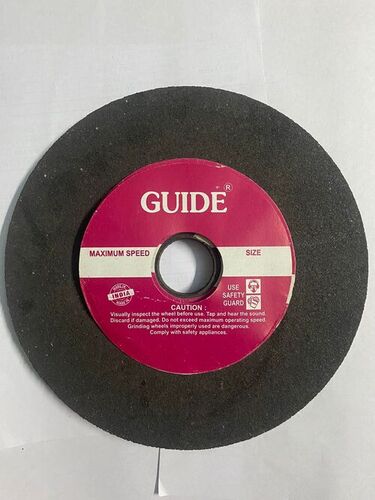 GUIDE ®
MAXIMUM SPEED
SIZE
INDIA
USE
SAFETY
GUARD
CAUTION :
Visually inspect the wheel before use. Tap and hear the sound.
Discard if damaged. Do not exceed maximum operating speed.
Grinding wheels improperly used are dangerous.
Comply with safety appliances.